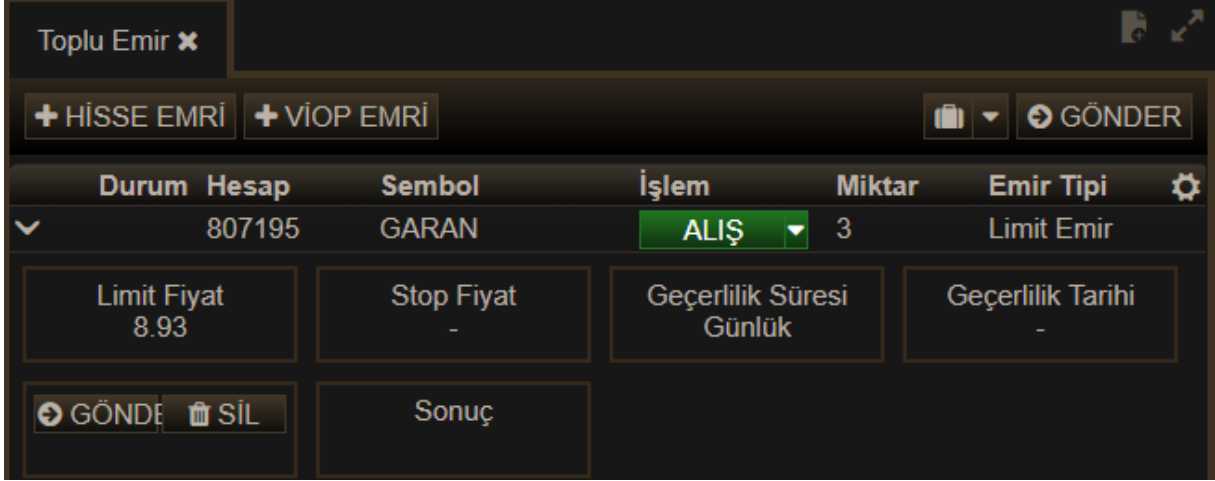 Toplu Emir
HİSSE EMRİ VİOP EMRİ GÖNDER
Durum Hesap Sembol İşlem Miktar Emir Tipi
807195 GARAN ALIŞ 3 Limit Emir
Limit Fiyat Stop Fiyat Geçerlilik Süresi Geçerlilik Tarihi
8.93 - Günlük -
GÖNDE SİL Sonuç